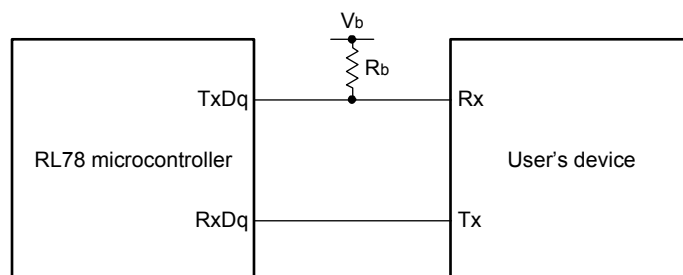 Vb
Rb
TxDq
Rx
RL78 microcontroller
User's device
RxDq
Tx